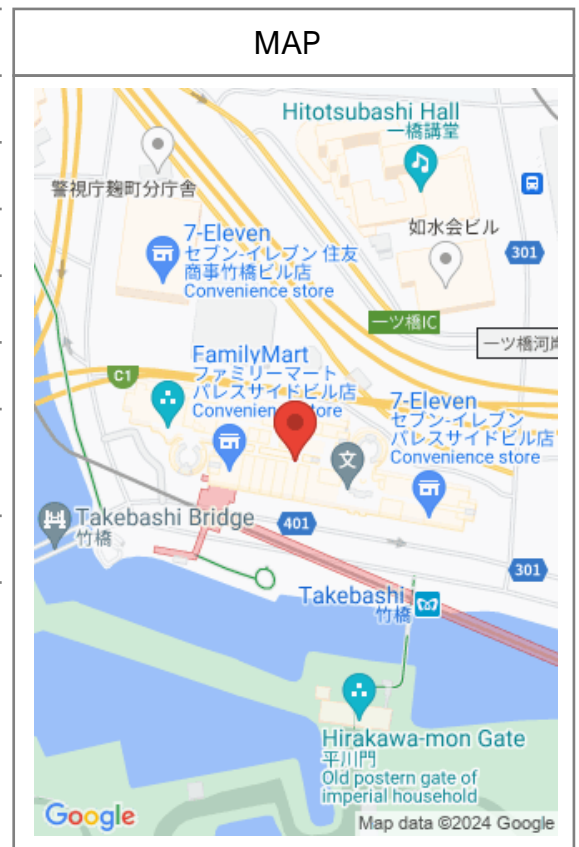 MAP
Hitotsubashi Hall
一橋講堂
警視庁麹町分庁舎
7-Eleven
セブン-イレブン 住友
商事竹橋ビル店
Convenience store
如水会ビル
301
一ツ橋IC
一ツ橋河岸
C1
FamilyMart
ファミリーマート
パレスサイドビル店
Convenience store
7-Eleven
セブン-イレブン
パレスサイドビル店
Convenience store
文
Takebashi Bridge
竹橋
401
301
Takebashi
竹橋
Hirakawa-mon Gate
平川門
Old postern gate of
imperial household
Google
Map data ©2024 Google